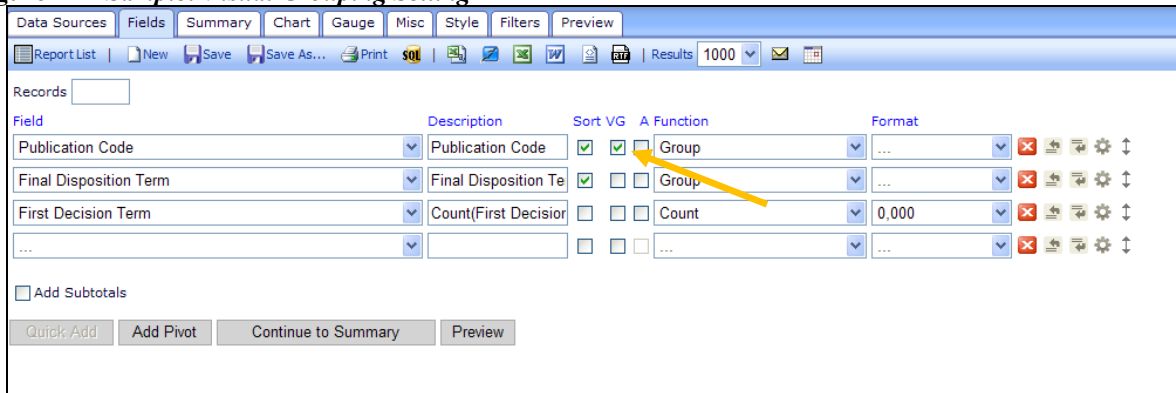 Data Sources Fields Summary Chart Gauge Misc Style Filters Preview
Report List | New Save Save As... Print SQL | W RTF | Results 1000
Records
Field Description Sort VG A Function Format
Publication Code Publication Code Group ...
Final Disposition Term Final Disposition Te Group ...
First Decision Term Count(First Decision Count 0,000
... ... ...
Add Subtotals
Quick Add Add Pivot Continue to Summary Preview